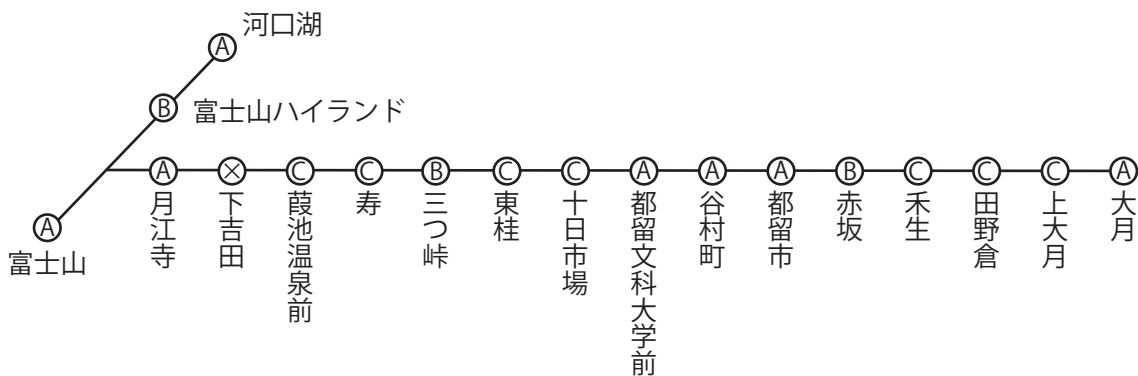 河口湖
A
B
富士山ハイランド
A
富士山
A
月江寺
×
下吉田
C
葭池温泉前
C
寿
B
三つ峠
C
東桂
C
十日市場
A
都留文科大学前
A
谷村町
A
都留市
B
赤坂
C
禾生
C
田野倉
C
上大月
A
大月